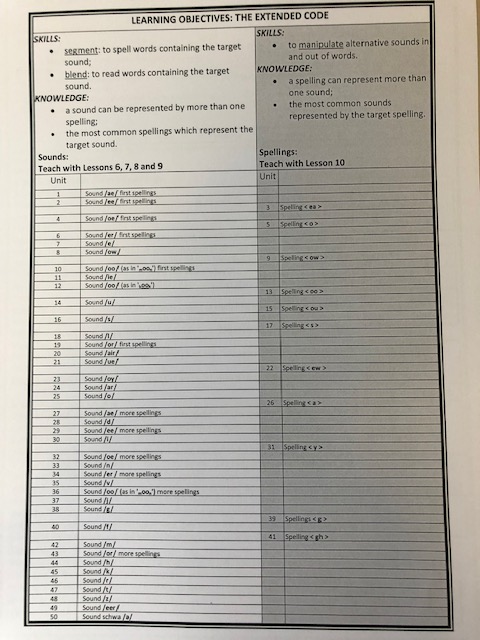 LEARNING OBJECTIVES: THE EXTENDED CODE
SKILLS:
• segment: to spell words containing the target
sound;
• blend: to read words containing the target
sound.
KNOWLEDGE:
• a sound can be represented by more than one
spelling;
• the most common spellings which represent the
target sound.
Sounds:
Teach with Lessons 6, 7, 8 and 9
SKILLS:
• to manipulate alternative sounds in
and out of words.
KNOWLEDGE:
• a spelling can represent more than
one sound;
• the most common sounds
represented by the target spelling.
Spellings:
Teach with Lesson 10
Unit
Unit
1 Sound /ae/ first spellings
2 Sound /ee/ first spellings
3 Spelling < ea >
4 Sound /oe/ first spellings
5 Spelling < o >
6 Sound /er/ first spellings
7 Sound /e/
8 Sound /ow/
9 Spelling < ow >
10 Sound /oo/ (as in 'moon') first spellings
11 Sound /ie/
12 Sound /oo/ (as in 'book')
13 Spelling < oo >
14 Sound /u/
15 Spelling < ou >
16 Sound /s/
17 Spelling < s >
18 Sound /l/
19 Sound /or/ first spellings
20 Sound /air/
21 Sound /ue/
22 Spelling < ew >
23 Sound /oy/
24 Sound /ar/
25 Sound /o/
26 Spelling < a >
27 Sound /ae/ more spellings
28 Sound /d/
29 Sound /ee/ more spellings
30 Sound /i/
31 Spelling < y >
32 Sound /oe/ more spellings
33 Sound /n/
34 Sound /er/ more spellings
35 Sound /v/
36 Sound /oo/ (as in 'moon') more spellings
37 Sound /j/
38 Sound /g/
39 Spellings < g >
40 Sound /f/
41 Spelling < gh >
42 Sound /m/
43 Sound /or/ more spellings
44 Sound /h/
45 Sound /k/
46 Sound /r/
47 Sound /t/
48 Sound /z/
49 Sound /eer/
50 Sound schwa /ə/